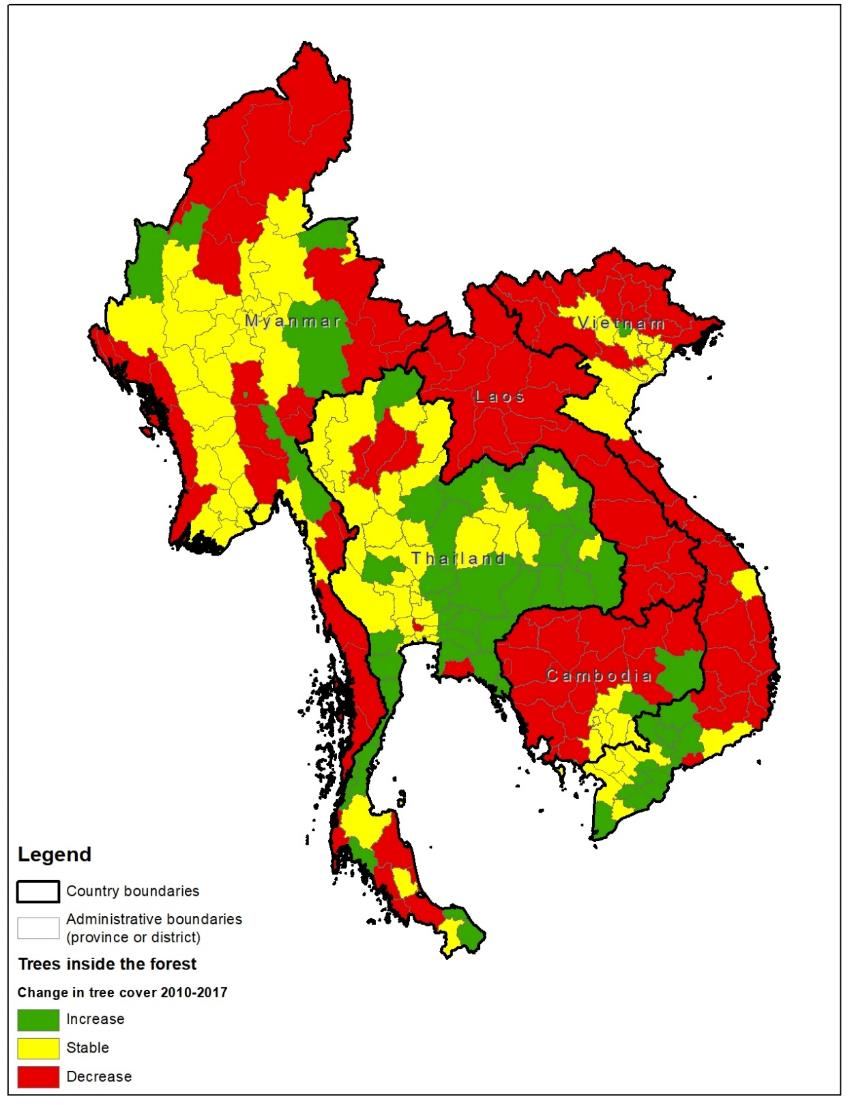 Myanmar
Vietnam
Laos
Thailand
Cambodia
Legend
Country boundaries
Administrative boundaries
(province or district)
Trees inside the forest
Change in tree cover 2010-2017
Increase
Stable
Decrease